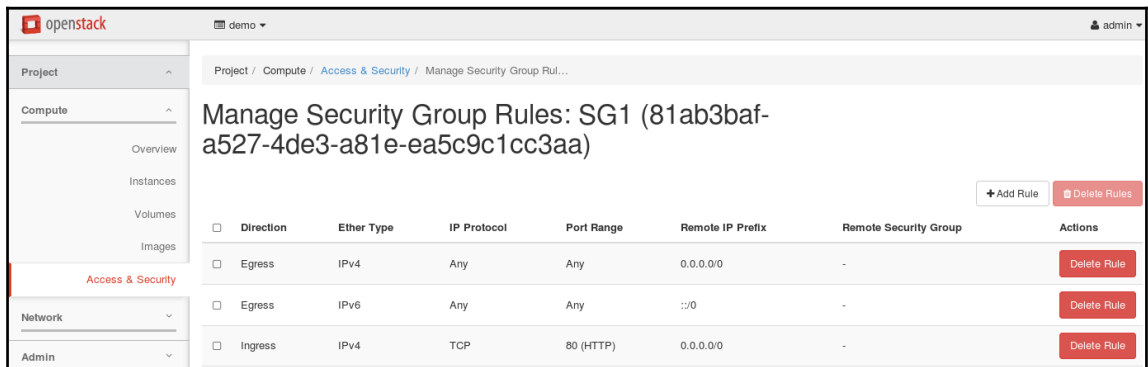 openstack
demo
admin
Project
Project / Compute / Access & Security / Manage Security Group Rul...
Compute
Manage Security Group Rules: SG1 (81ab3baf-
a527-4de3-a81e-ea5c9c1cc3aa)
Overview
Instances
Volumes
Images
Access & Security
Network
Admin
+ Add Rule
Delete Rules
Direction Ether Type IP Protocol Port Range Remote IP Prefix Remote Security Group Actions
Egress IPv4 Any Any 0.0.0.0/0 - Delete Rule
Egress IPv6 Any Any ::/0 - Delete Rule
Ingress IPv4 TCP 80 (HTTP) 0.0.0.0/0 - Delete Rule